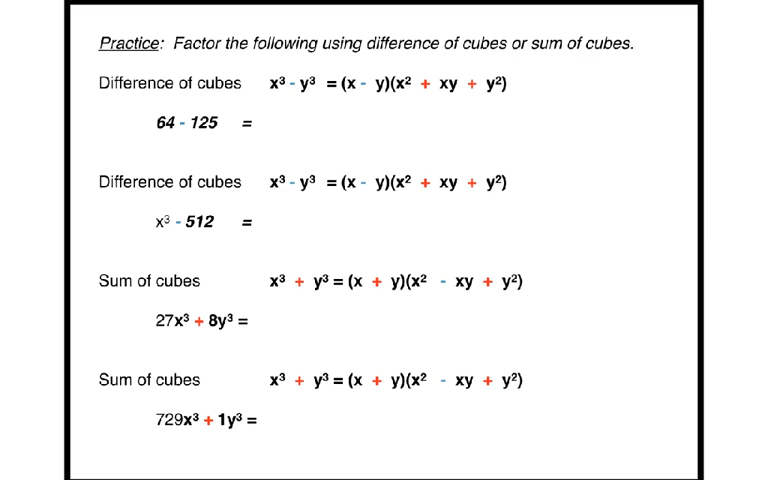 Practice: Factor the following using difference of cubes or sum of cubes.
Difference of cubes x³ - y³ = (x - y)(x² + xy + y²)
64 - 125 =
Difference of cubes x³ - y³ = (x - y)(x² + xy + y²)
x³ - 512 =
Sum of cubes x³ + y³ = (x + y)(x² - xy + y²)
27x³ + 8y³ =
Sum of cubes x³ + y³ = (x + y)(x² - xy + y²)
729x³ + 1y³ =